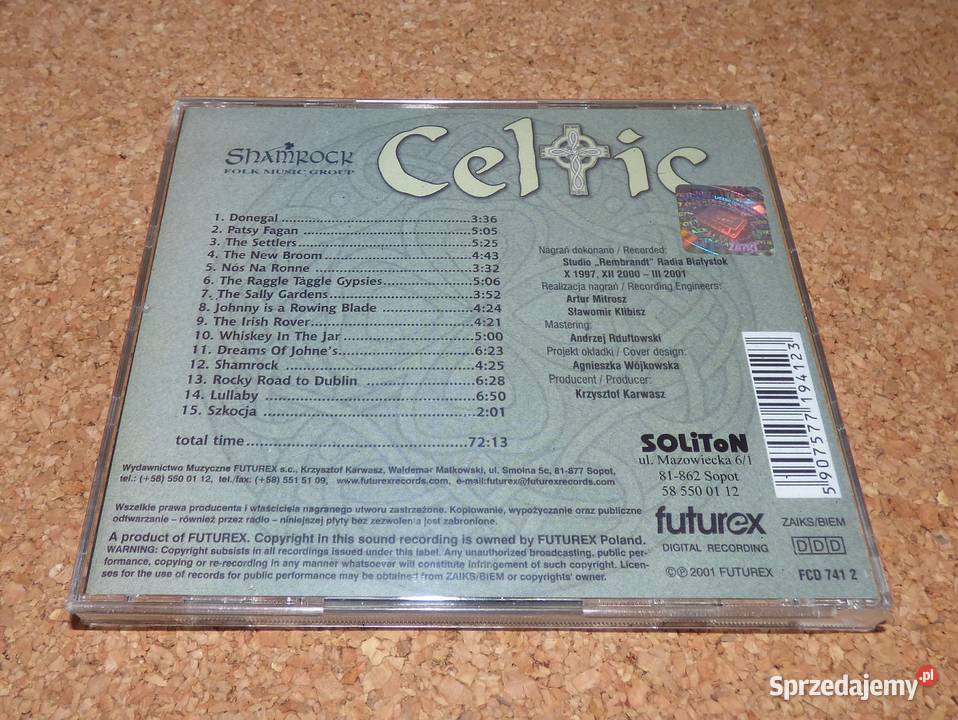 SHAMROCK
FOLK MUSIC GROUP
Celtic
1. Donegal ........ 3:36
2. Patsy Fagan ........ 5:05
3. The Settlers ........ 5:25
4. The New Broom ........ 4:43
5. Nós Na Ronne ........ 3:32
6. The Raggle Taggle Gypsies ........ 5:06
7. The Sally Gardens ........ 3:52
8. Johnny is a Rowing Blade ........ 4:24
9. The Irish Rover ........ 4:21
10. Whiskey In The Jar ........ 5:00
11. Dreams Of Johne's ........ 6:23
12. Shamrock ........ 4:25
13. Rocky Road to Dublin ........ 6:28
14. Lullaby ........ 6:50
15. Szkocja ........ 2:01
total time ........ 72:13
Nagrań dokonano / Recorded:
Studio „Rembrandt" Radia Białystok
X 1997, XII 2000 – III 2001
Realizacja nagrań / Recording Engineers:
Artur Mitrosz
Sławomir Klibisz
Mastering:
Andrzej Rdułtowski
Projekt okładki / Cover design:
Agnieszka Wójkowska
Producent / Producer:
Krzysztof Karwasz
SOLiToN
ul. Mazowiecka 6/1
81-862 Sopot
58 550 01 12
5907577194123
Wydawnictwo Muzyczne FUTUREX s.c., Krzysztof Karwasz, Waldemar Małkowski, ul. Smolna 5c, 81-877 Sopot,
tel.: (+58) 550 01 12, tel./fax: (+58) 551 51 09, www.futurexrecords.com, e-mail:futurex@futurexrecords.com
Wszelkie prawa producenta i właściciela nagranego utworu zastrzeżone. Kopiowanie, wypożyczanie oraz publiczne
odtwarzanie – również przez radio – niniejszej płyty bez zezwolenia jest zabronione.
A product of FUTUREX. Copyright in this sound recording is owned by FUTUREX Poland.
WARNING: Copyright subsists in all recordings issued under this label. Any unauthorized broadcasting, public per-
formance, copying or re-recording in any manner whatsoever will constitute infringement of such copyright. Licen-
ses for the use of records for public performance may be obtained from ZAIKS/BIEM or copyrights' owner.
futurex
DIGITAL RECORDING
©℗ 2001 FUTUREX
ZAIKS/BIEM
DDD
FCD 741 2
Sprzedajemy.pl